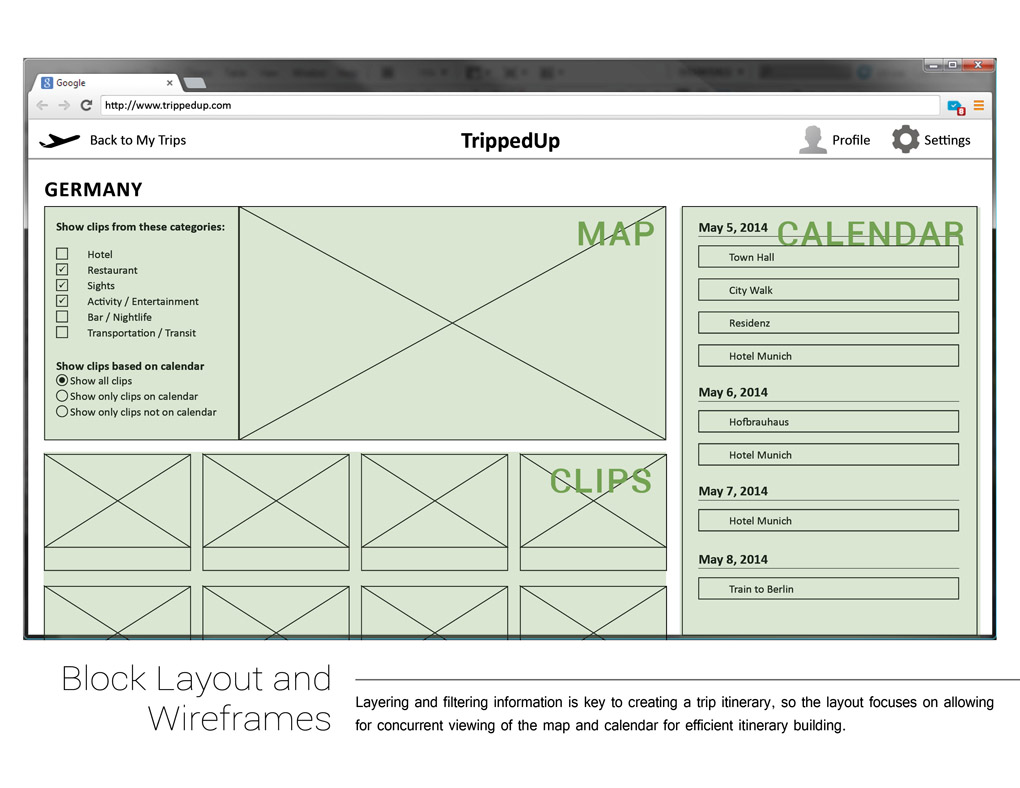 Google
http://www.trippedup.com
Back to My Trips
TrippedUp
Profile
Settings
GERMANY
Show clips from these categories:
Hotel
Restaurant
Sights
Activity / Entertainment
Bar / Nightlife
Transportation / Transit
Show clips based on calendar
Show all clips
Show only clips on calendar
Show only clips not on calendar
MAP
CLIPS
CALENDAR
May 5, 2014
Town Hall
City Walk
Residenz
Hotel Munich
May 6, 2014
Hofbrauhaus
Hotel Munich
May 7, 2014
Hotel Munich
May 8, 2014
Train to Berlin
Block Layout and
Wireframes
Layering and filtering information is key to creating a trip itinerary, so the layout focuses on allowing
for concurrent viewing of the map and calendar for efficient itinerary building.